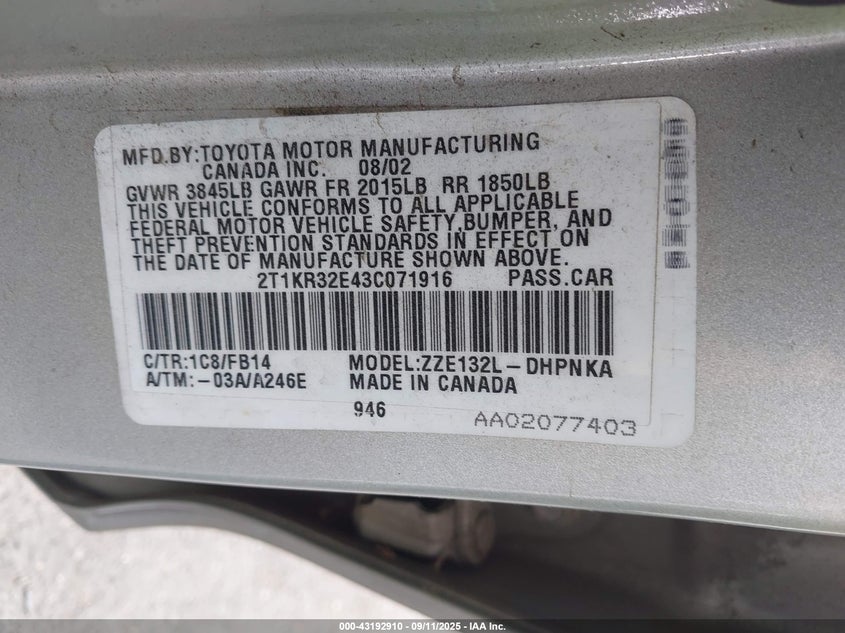 MFD.BY:TOYOTA MOTOR MANUFACTURING
CANADA INC. 08/02
GVWR 3845LB GAWR FR 2015LB RR 1850LB
THIS VEHICLE CONFORMS TO ALL APPLICABLE
FEDERAL MOTOR VEHICLE SAFETY,BUMPER, AND
THEFT PREVENTION STANDARDS IN EFFECT ON
THE DATE OF MANUFACTURE SHOWN ABOVE.
2T1KR32E43C071916 PASS.CAR
C/TR:1C8/FB14 MODEL:ZZE132L-DHPNKA
A/TM:-03A/A246E MADE IN CANADA
946 AA02077403
000-43192910 - 09/11/2025 - IAA Inc.